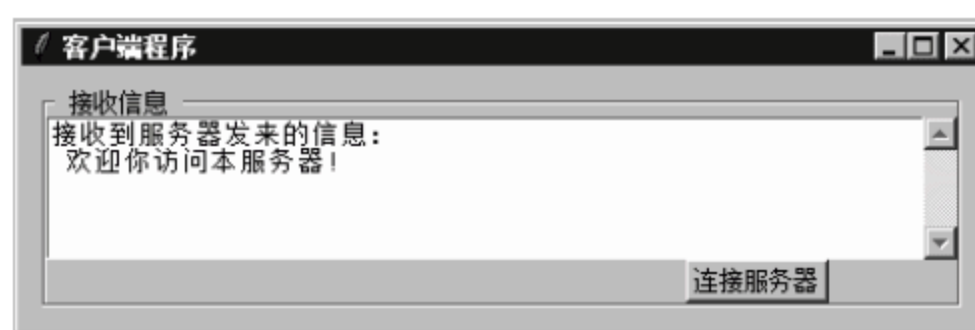 客户端程序
接收信息
接收到服务器发来的信息:
欢迎你访问本服务器!
连接服务器